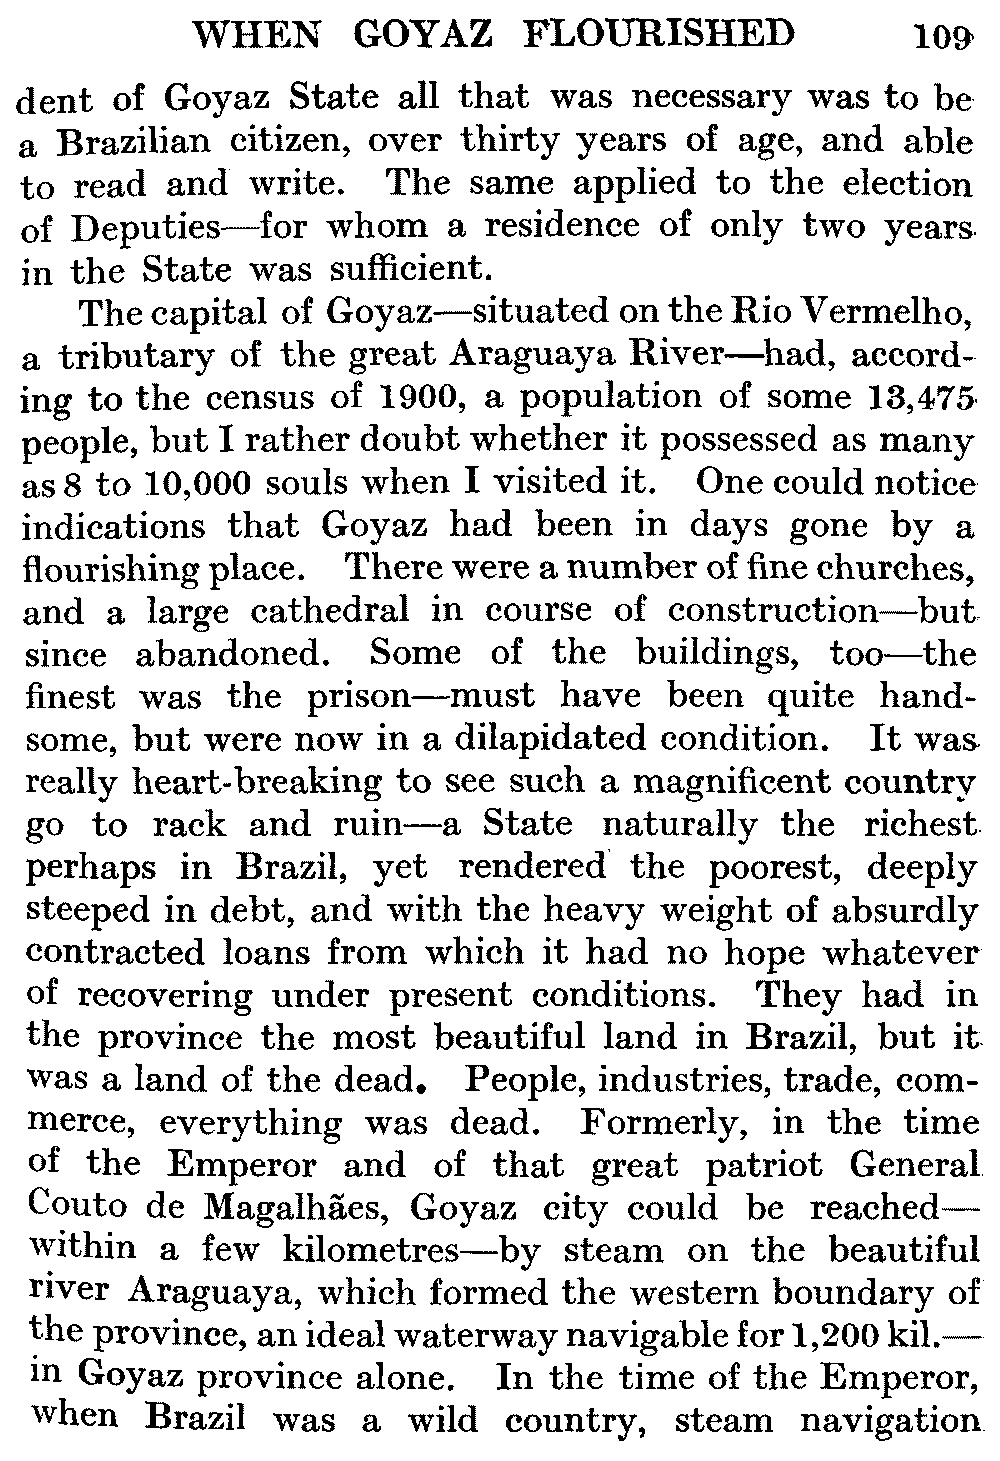 WHEN GOYAZ FLOURISHED 109
dent of Goyaz State all that was necessary was to be
a Brazilian citizen, over thirty years of age, and able
to read and write. The same applied to the election
of Deputies—for whom a residence of only two years
in the State was sufficient.
The capital of Goyaz—situated on the Rio Vermelho,
a tributary of the great Araguaya River—had, accord-
ing to the census of 1900, a population of some 13,475
people, but I rather doubt whether it possessed as many
as 8 to 10,000 souls when I visited it. One could notice
indications that Goyaz had been in days gone by a
flourishing place. There were a number of fine churches,
and a large cathedral in course of construction—but
since abandoned. Some of the buildings, too—the
finest was the prison—must have been quite hand-
some, but were now in a dilapidated condition. It was
really heart-breaking to see such a magnificent country
go to rack and ruin—a State naturally the richest
perhaps in Brazil, yet rendered the poorest, deeply
steeped in debt, and with the heavy weight of absurdly
contracted loans from which it had no hope whatever
of recovering under present conditions. They had in
the province the most beautiful land in Brazil, but it
was a land of the dead. People, industries, trade, com-
merce, everything was dead. Formerly, in the time
of the Emperor and of that great patriot General
Couto de Magalhães, Goyaz city could be reached—
within a few kilometres—by steam on the beautiful
river Araguaya, which formed the western boundary of
the province, an ideal waterway navigable for 1,200 kil.—
in Goyaz province alone. In the time of the Emperor,
when Brazil was a wild country, steam navigation